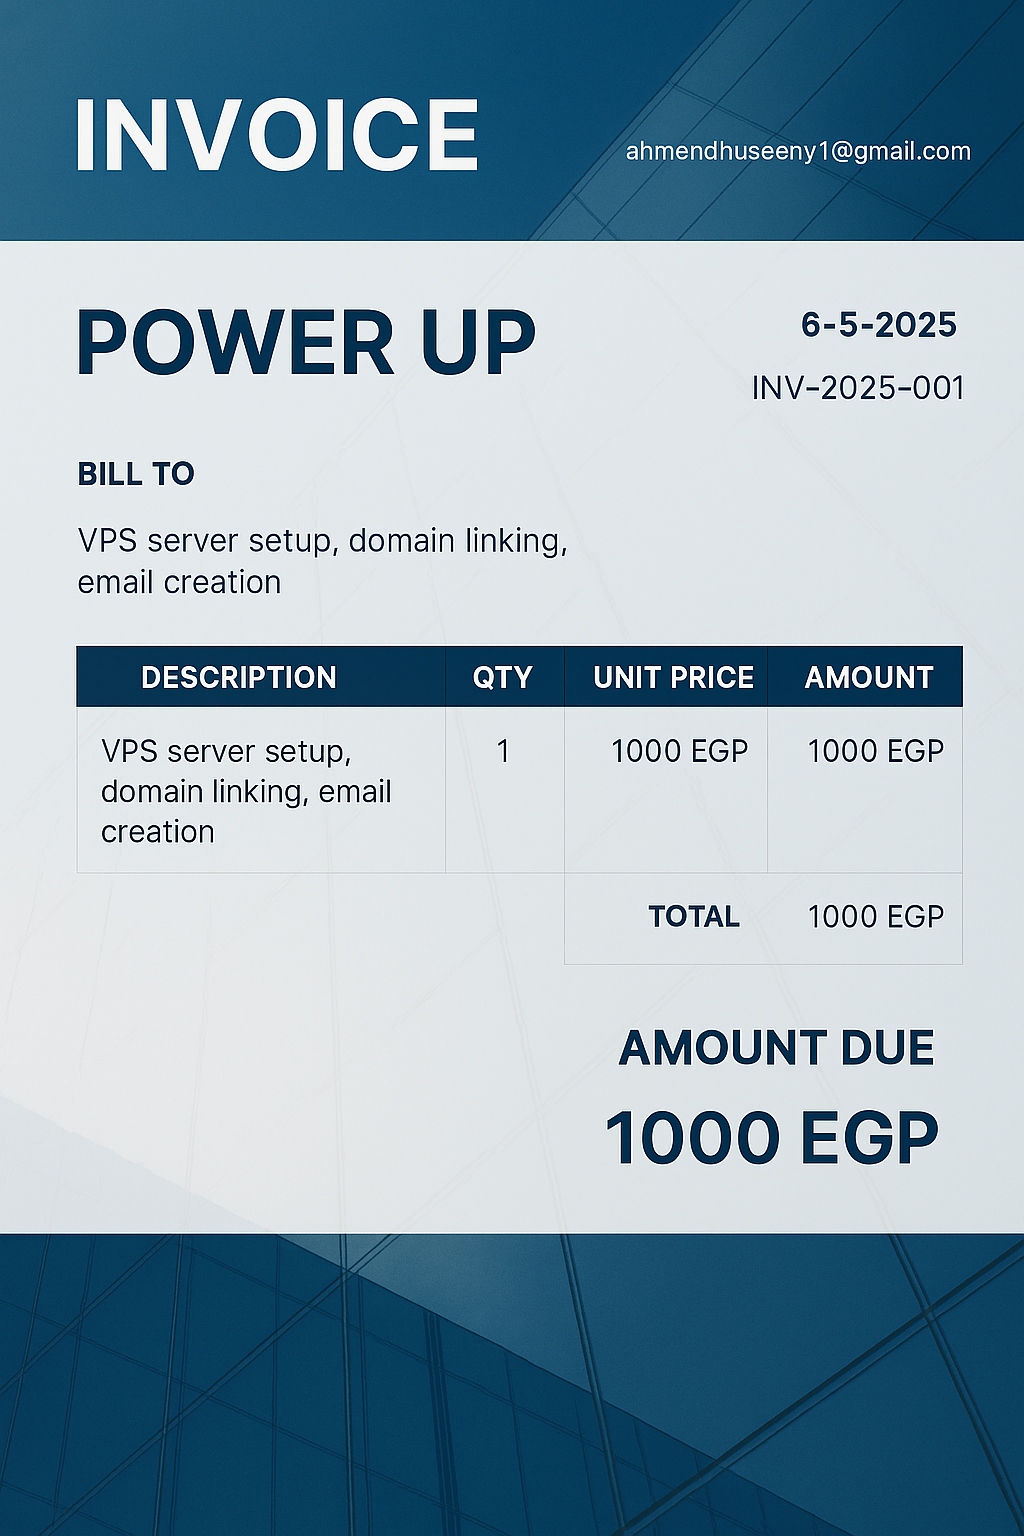 INVOICE
ahmendhuseeny1@gmail.com
POWER UP
6-5-2025
INV-2025-001
BILL TO
VPS server setup, domain linking,
email creation
DESCRIPTION QTY UNIT PRICE AMOUNT
VPS server setup, 1 1000 EGP 1000 EGP
domain linking, email
creation
TOTAL 1000 EGP
AMOUNT DUE
1000 EGP